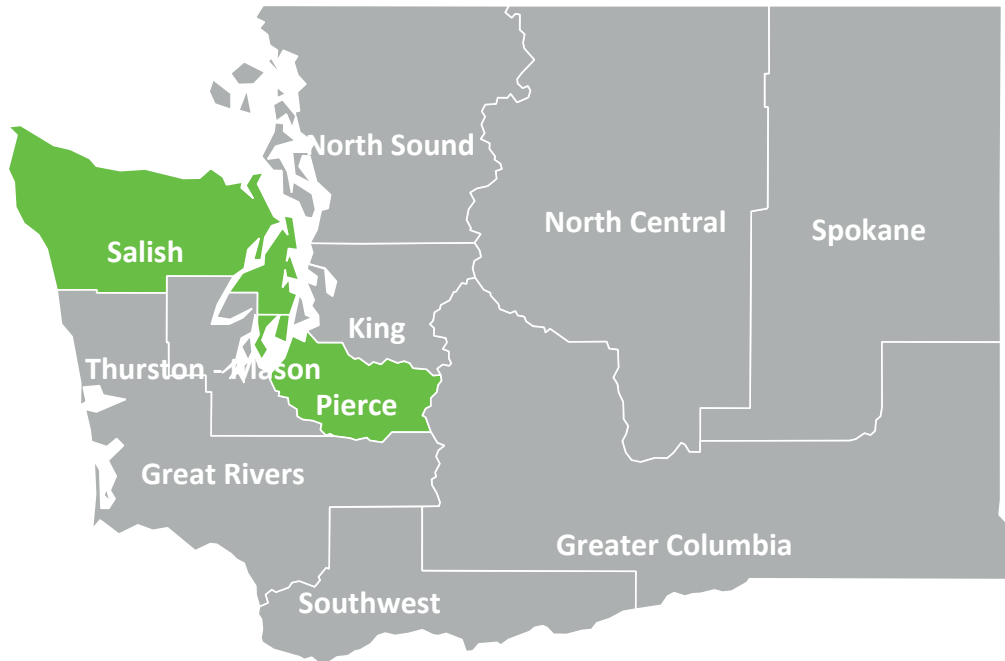 North Sound
North Central
Spokane
Salish
King
Thurston - Mason
Pierce
Great Rivers
Greater Columbia
Southwest